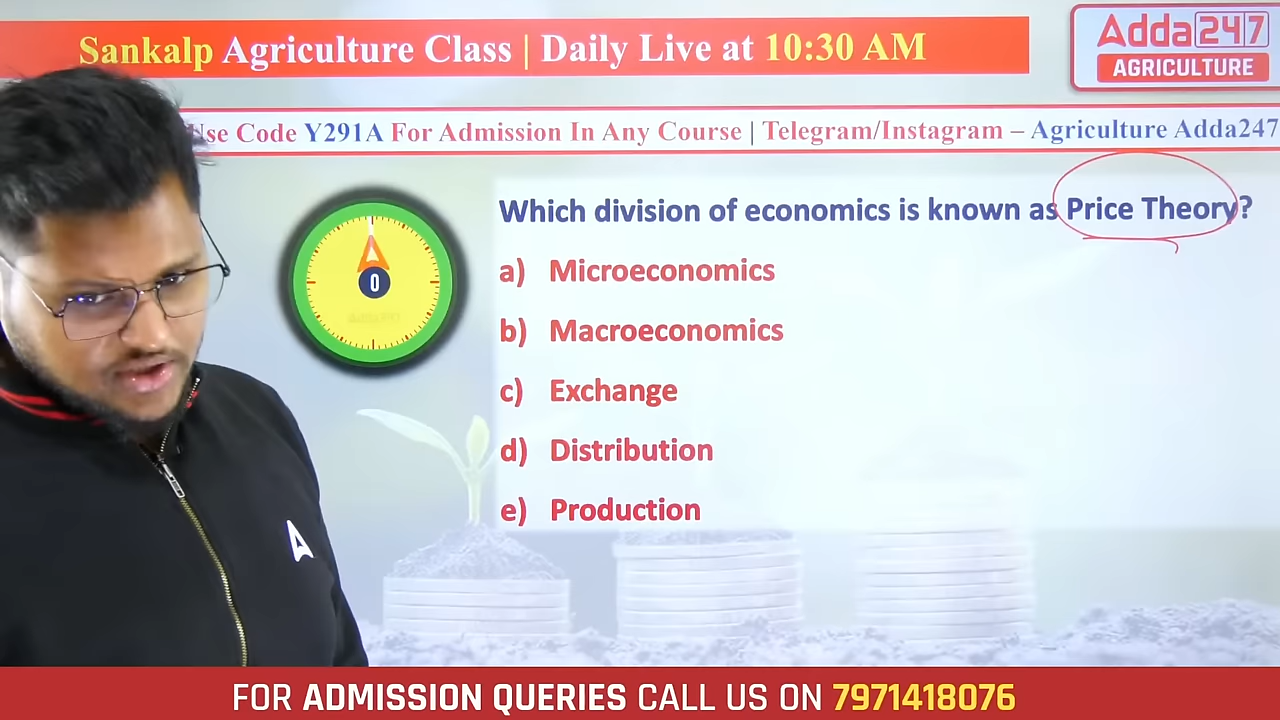 Sankalp Agriculture Class | Daily Live at 10:30 AM
Adda247
AGRICULTURE
Use Code Y291A For Admission In Any Course | Telegram/Instagram – Agriculture Adda247
Which division of economics is known as Price Theory?
0
a) Microeconomics
b) Macroeconomics
c) Exchange
d) Distribution
e) Production
FOR ADMISSION QUERIES CALL US ON 7971418076